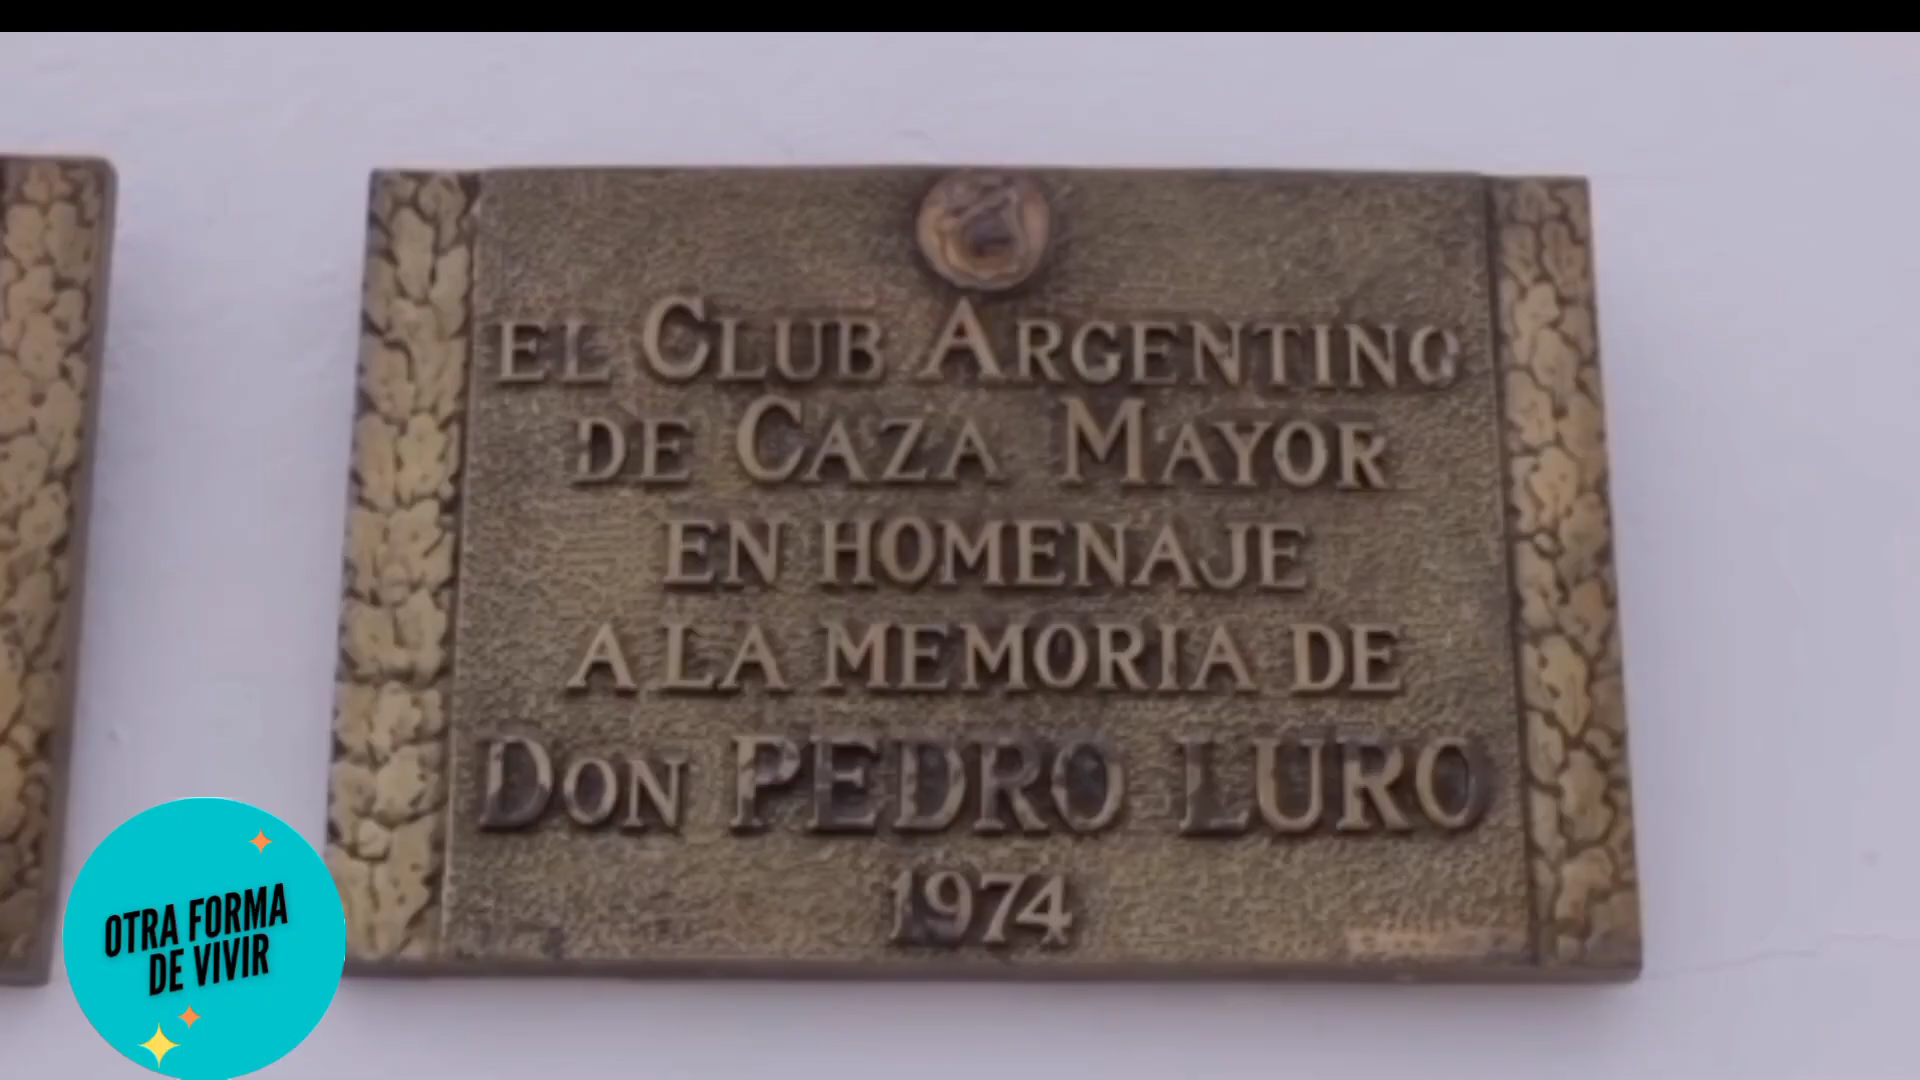 EL CLUB ARGENTINO
DE CAZA MAYOR
EN HOMENAJE
A LA MEMORIA DE
DON PEDRO LURO
1974
OTRA FORMA
DE VIVIR